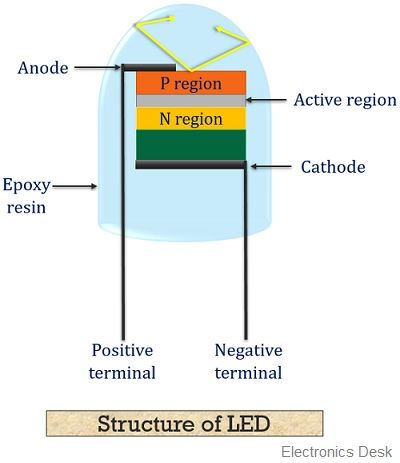 Anode
P region
Active region
N region
Cathode
Epoxy
resin
Positive
terminal
Negative
terminal
Structure of LED
Electronics Desk